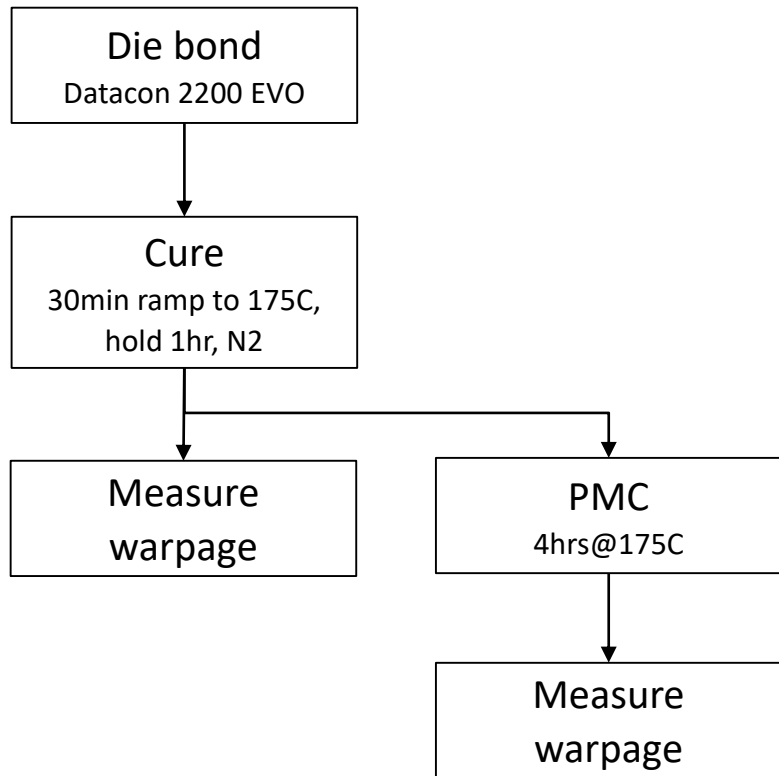 Die bond
Datacon 2200 EVO
Cure
30min ramp to 175C,
hold 1hr, N2
Measure
warpage
PMC
4hrs@175C
Measure
warpage